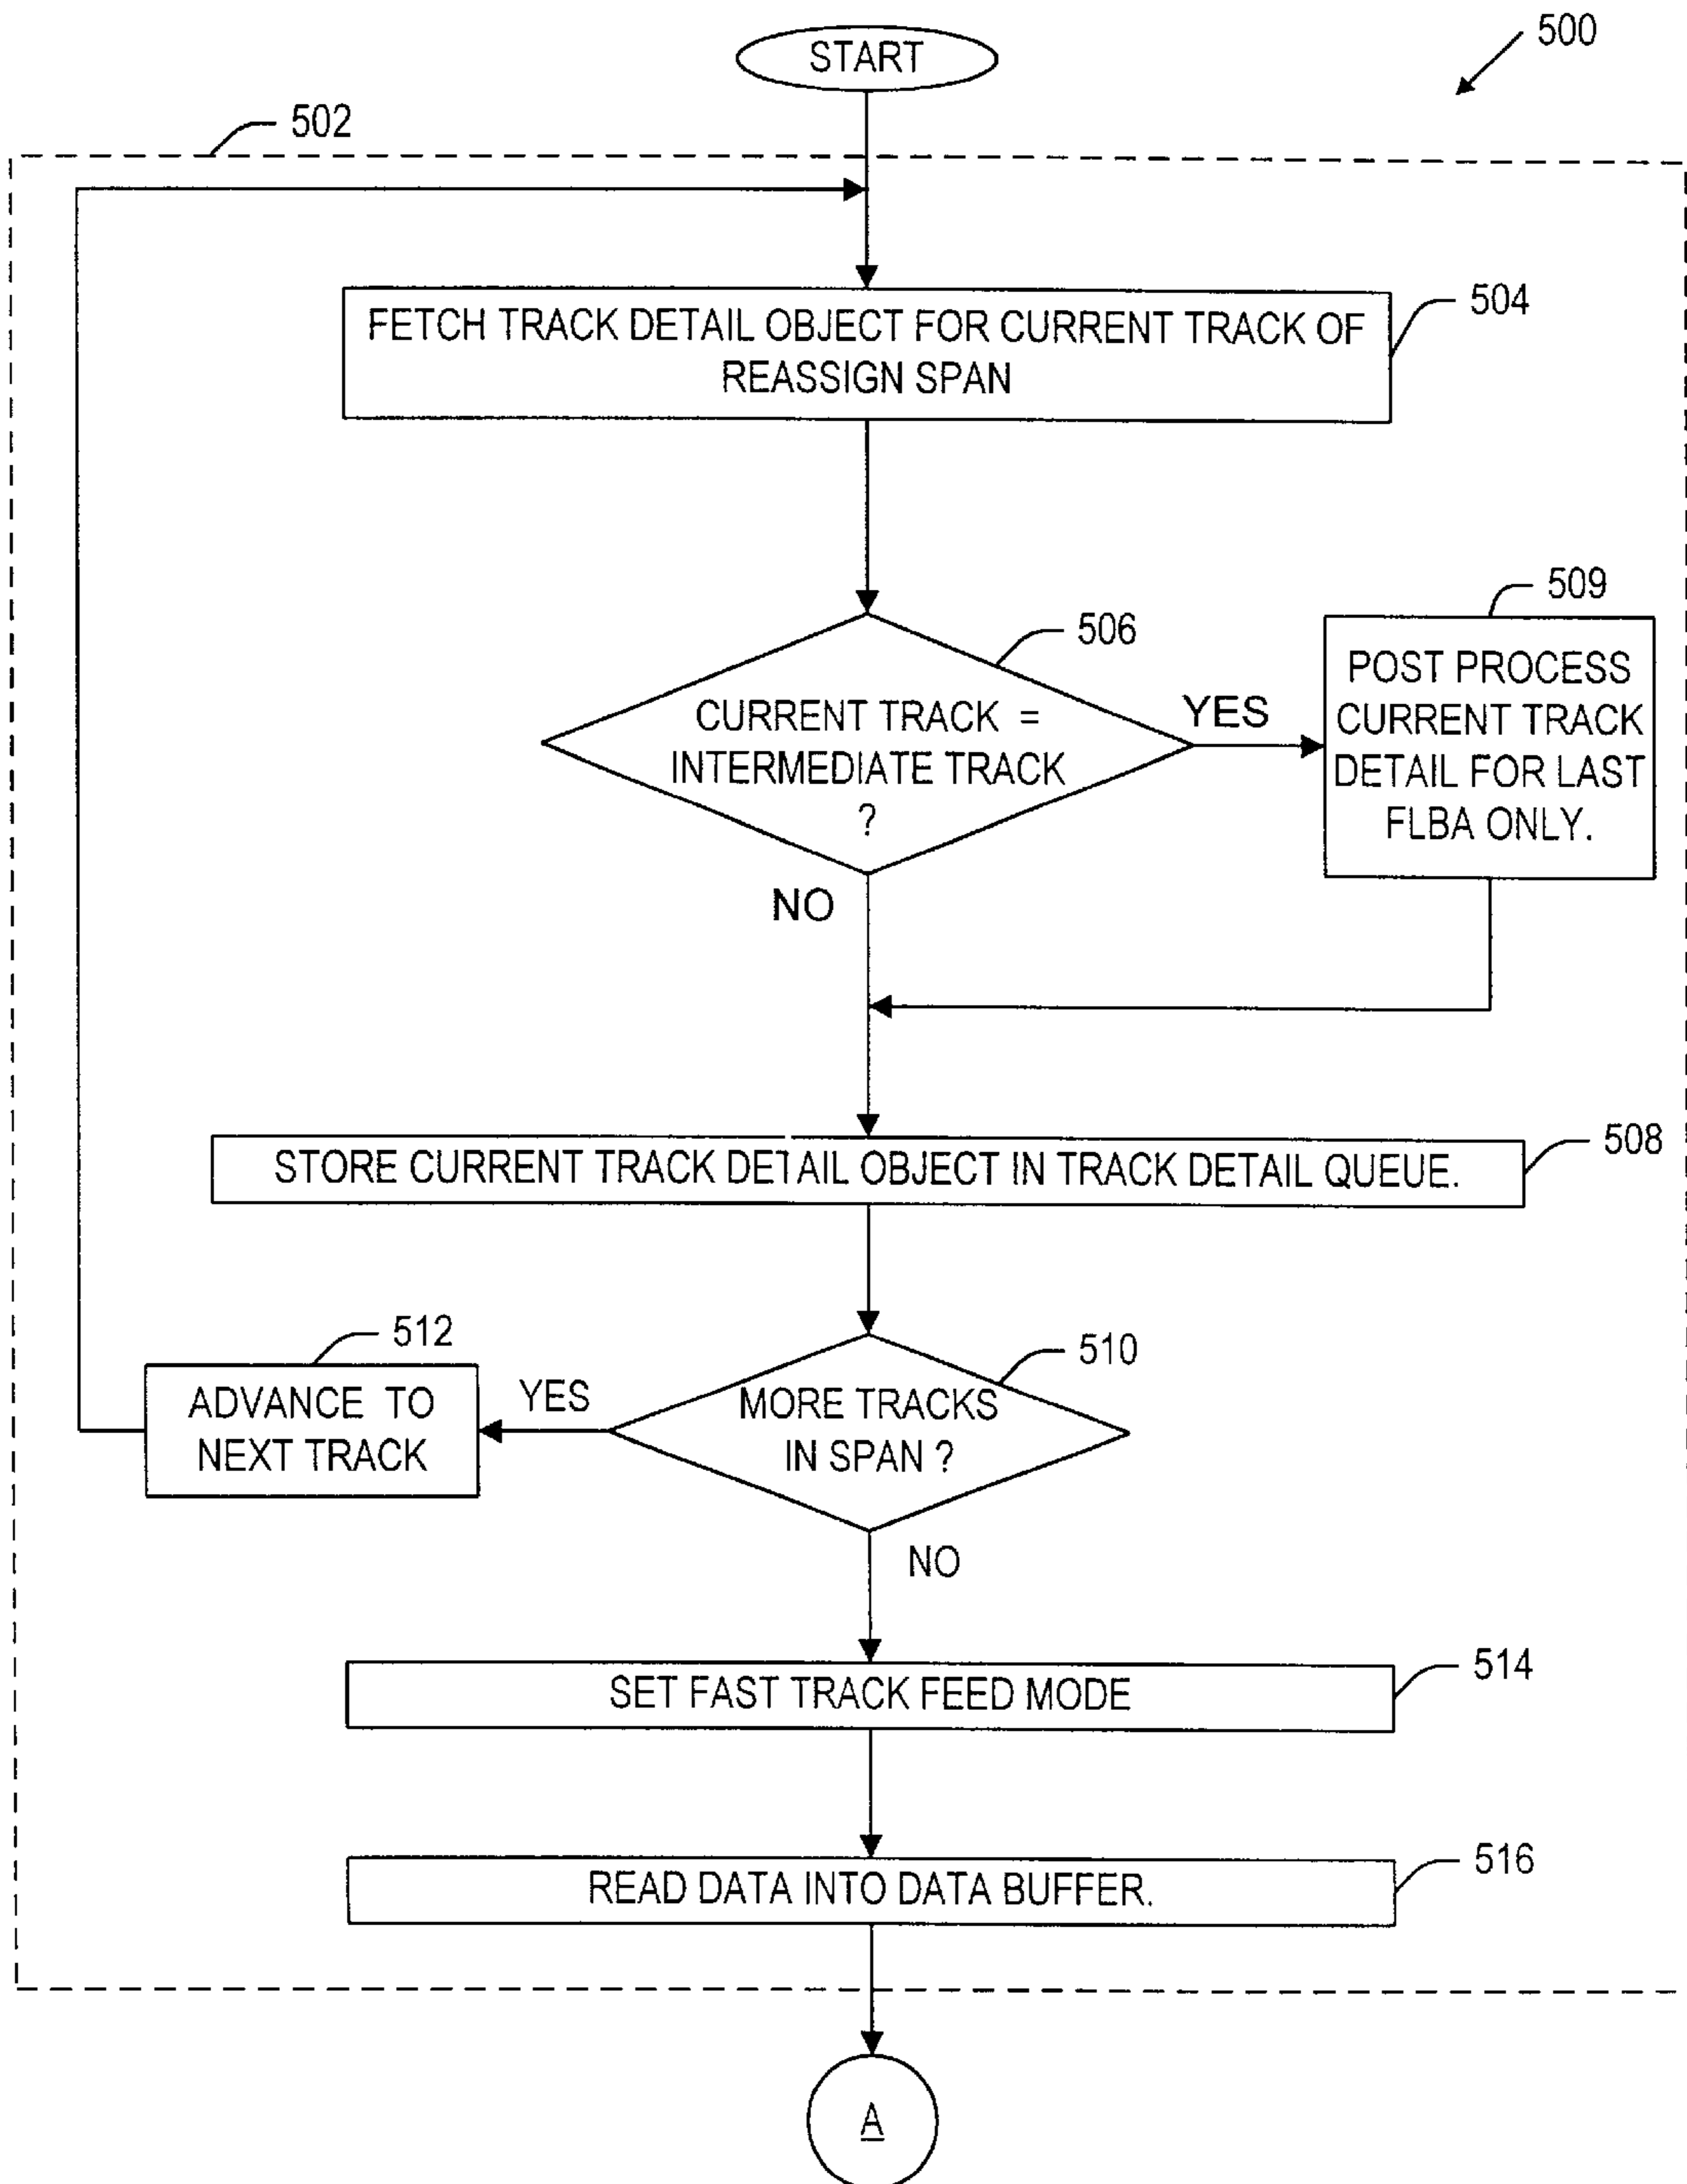 500
START
502
504
FETCH TRACK DETAIL OBJECT FOR CURRENT TRACK OF
REASSIGN SPAN
509
506
POST PROCESS
CURRENT TRACK
DETAIL FOR LAST
FLBA ONLY.
CURRENT TRACK =
INTERMEDIATE TRACK
?
YES
NO
508
STORE CURRENT TRACK DETAIL OBJECT IN TRACK DETAIL QUEUE.
512
510
ADVANCE TO
NEXT TRACK
YES
MORE TRACKS
IN SPAN ?
NO
514
SET FAST TRACK FEED MODE
516
READ DATA INTO DATA BUFFER.
A